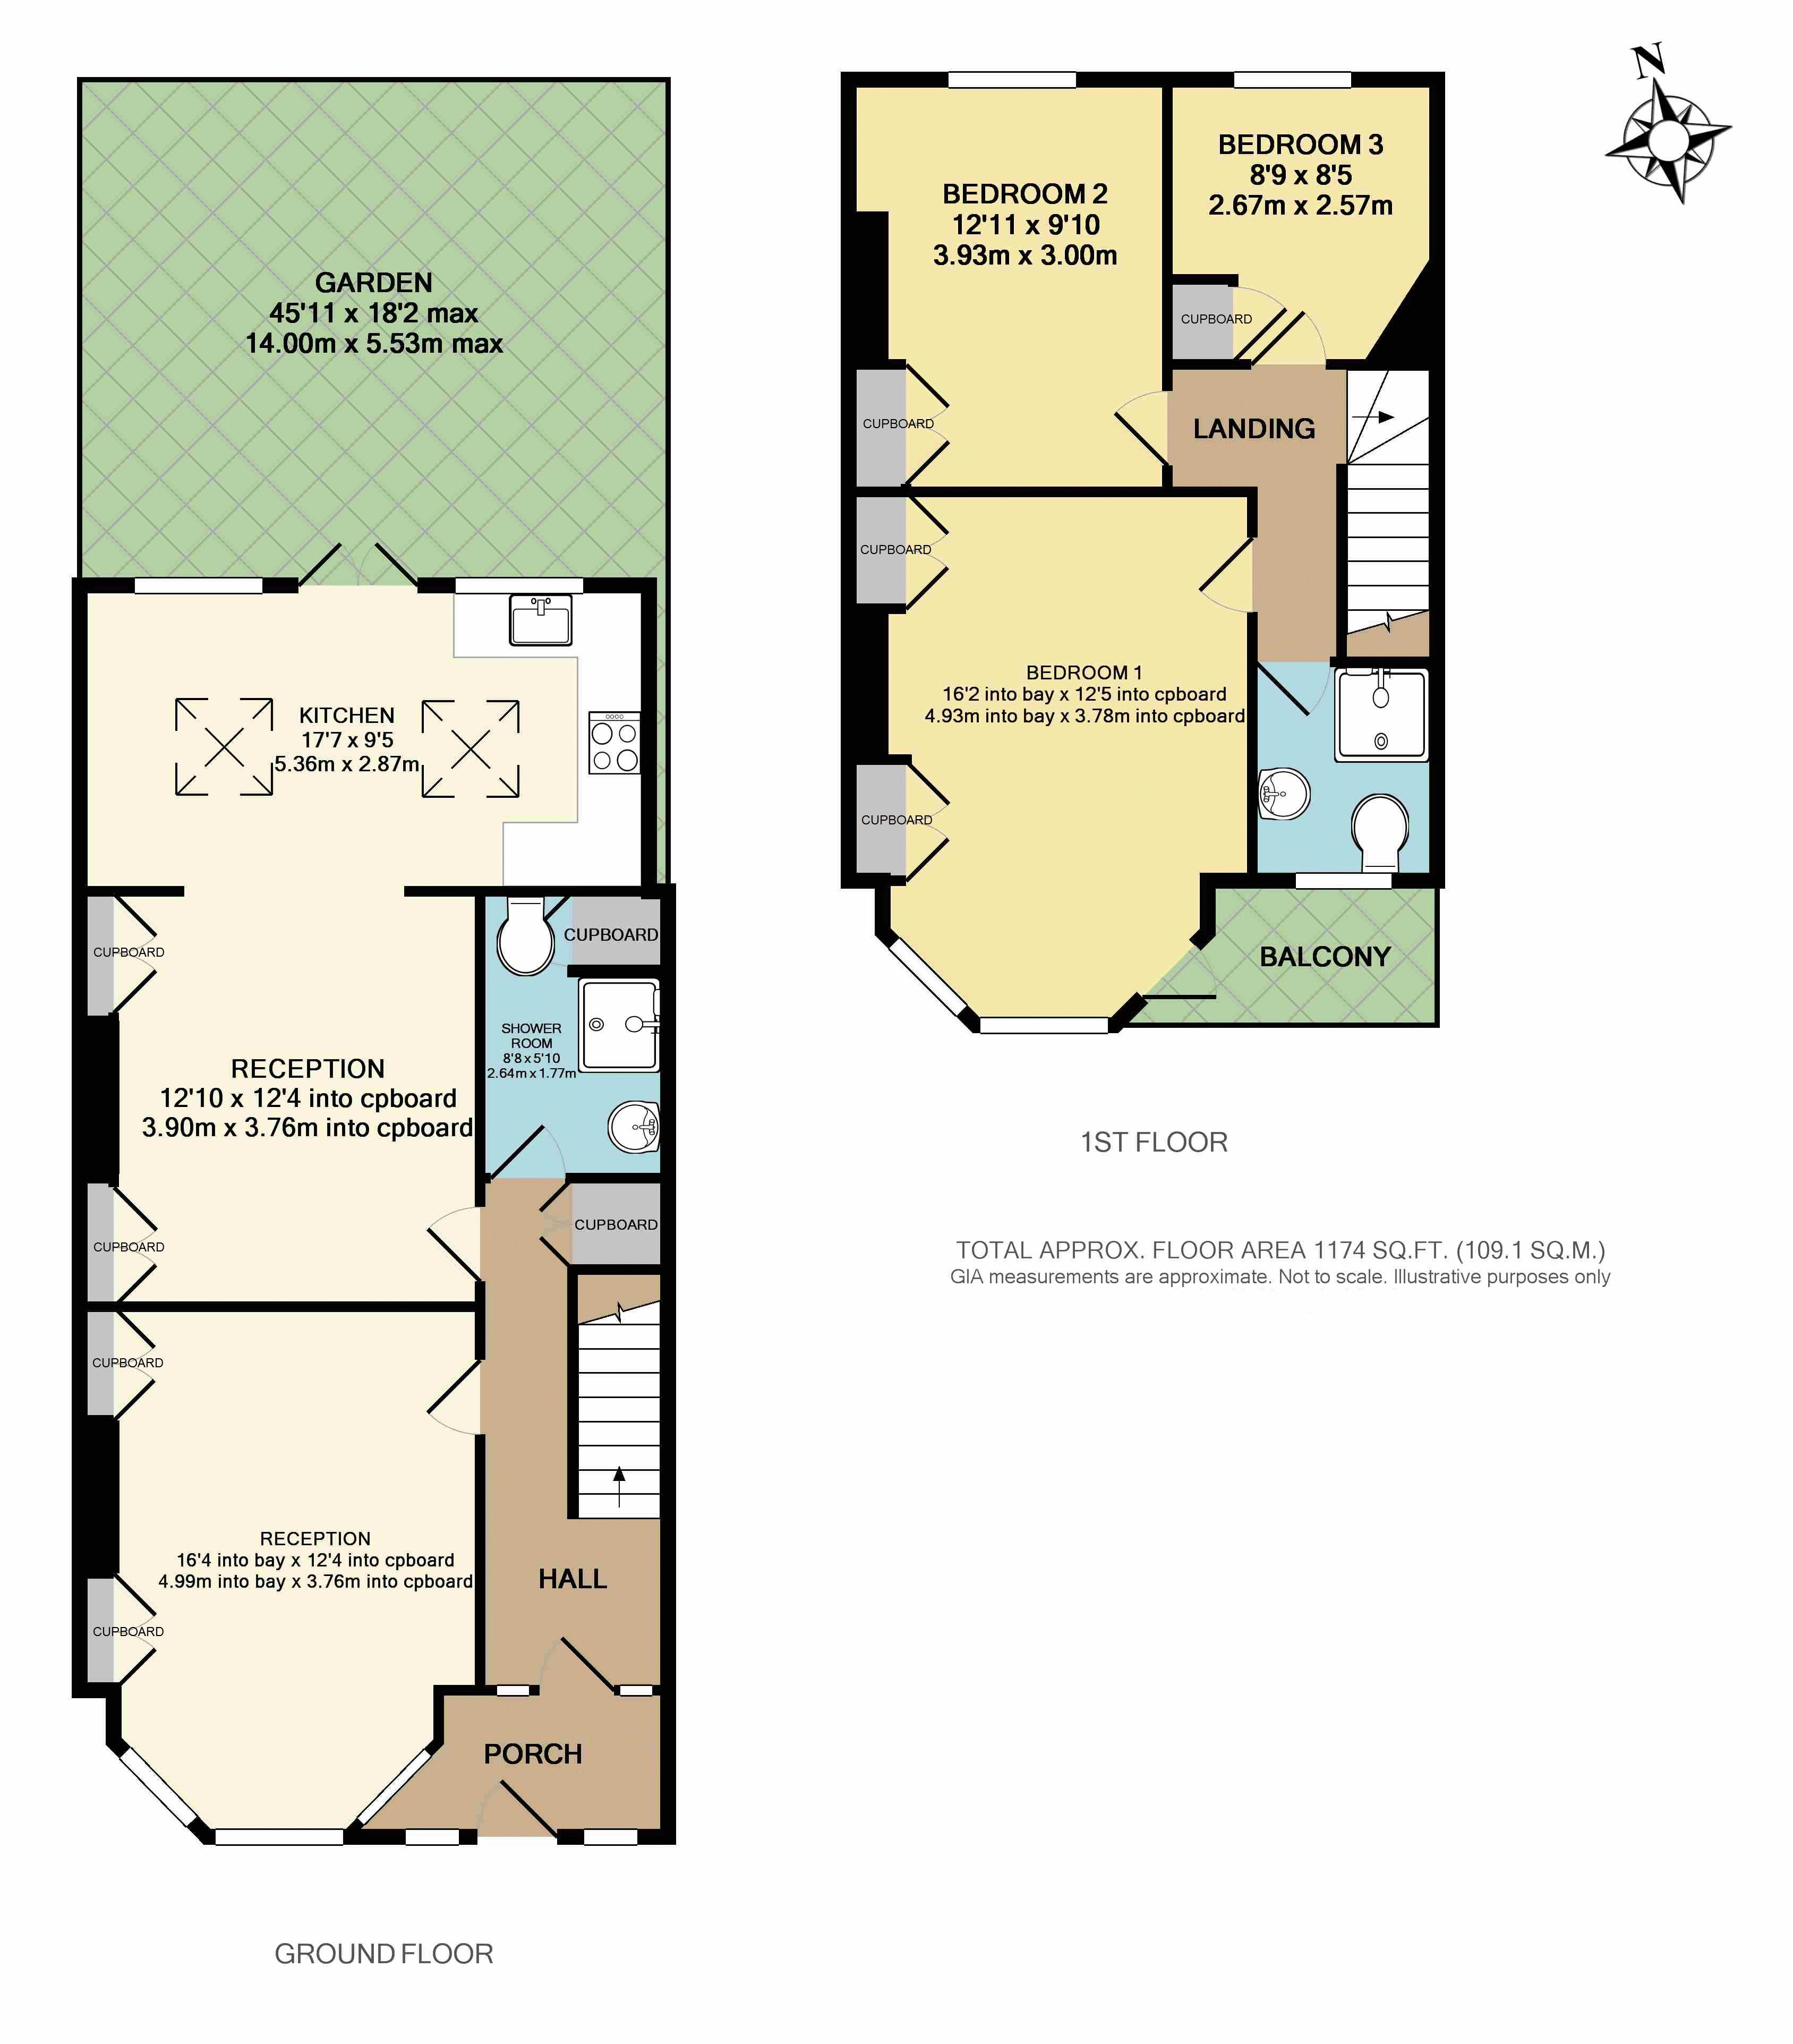 GARDEN
45'11 x 18'2 max
14.00m x 5.53m max
KITCHEN
17'7 x 9'5
5.36m x 2.87m
CUPBOARD
CUPBOARD
SHOWER
ROOM
8'8 x 5'10
2.64m x 1.77m
RECEPTION
12'10 x 12'4 into cpboard
3.90m x 3.76m into cpboard
CUPBOARD
CUPBOARD
CUPBOARD
RECEPTION
16'4 into bay x 12'4 into cpboard
4.99m into bay x 3.76m into cpboard
HALL
CUPBOARD
PORCH
GROUND FLOOR
N
BEDROOM 2
12'11 x 9'10
3.93m x 3.00m
BEDROOM 3
8'9 x 8'5
2.67m x 2.57m
CUPBOARD
CUPBOARD
LANDING
CUPBOARD
BEDROOM 1
16'2 into bay x 12'5 into cpboard
4.93m into bay x 3.78m into cpboard
CUPBOARD
BALCONY
1ST FLOOR
TOTAL APPROX. FLOOR AREA 1174 SQ.FT. (109.1 SQ.M.)
GIA measurements are approximate. Not to scale. Illustrative purposes only